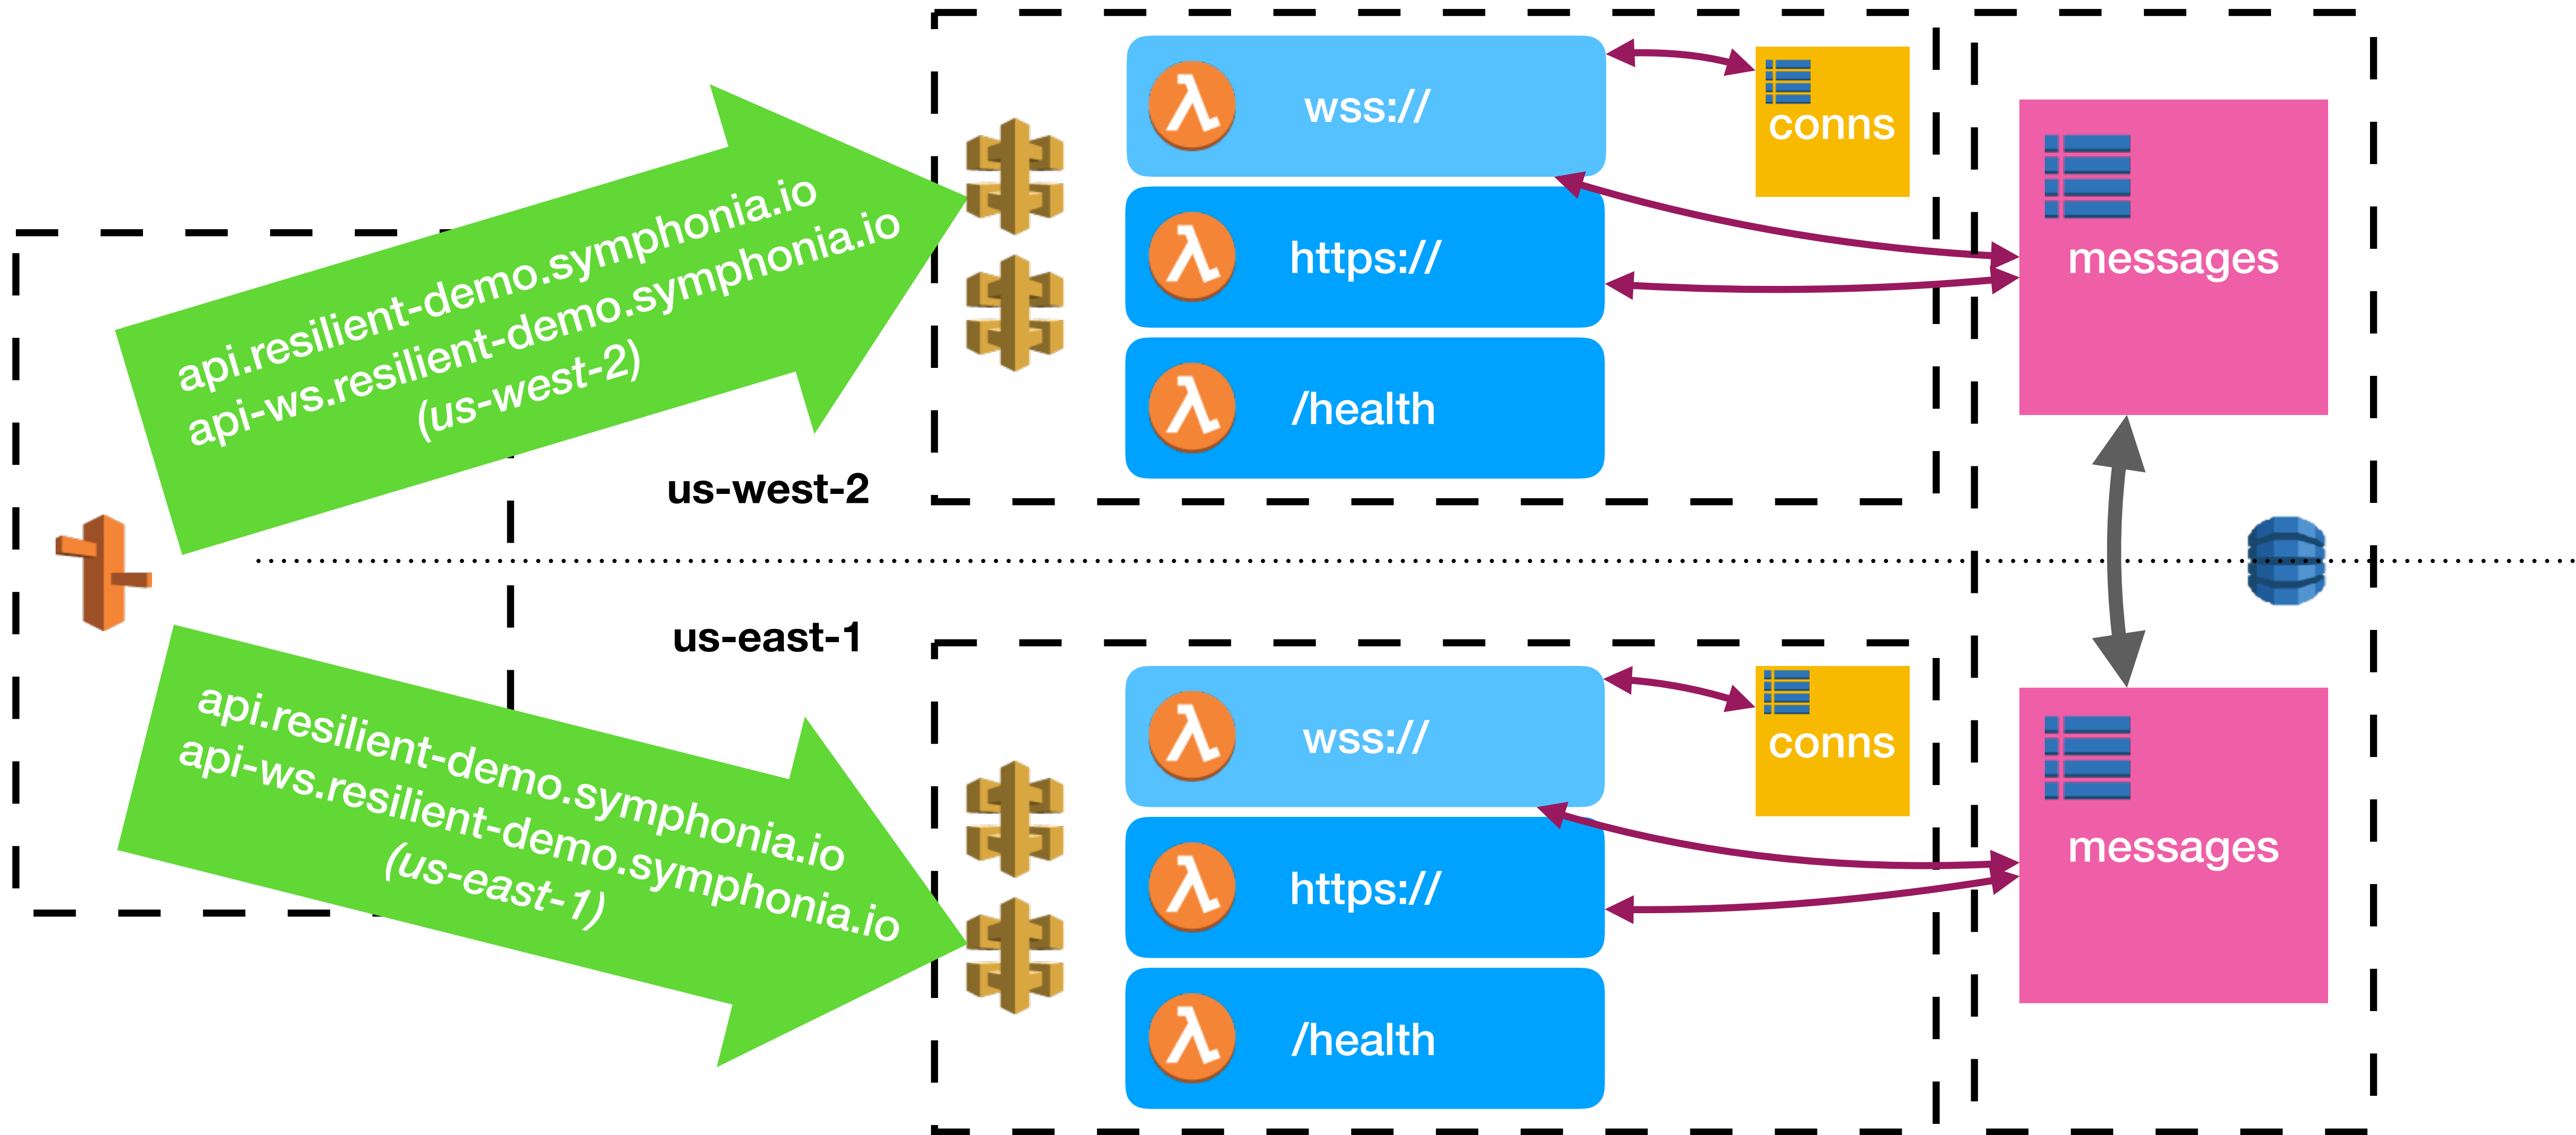 api.resilient-demo.symphonia.io
api-ws.resilient-demo.symphonia.io
(us-west-2)
wss://
https://
/health
conns
messages
us-west-2
us-east-1
api.resilient-demo.symphonia.io
api-ws.resilient-demo.symphonia.io
(us-east-1)
wss://
https://
/health
conns
messages